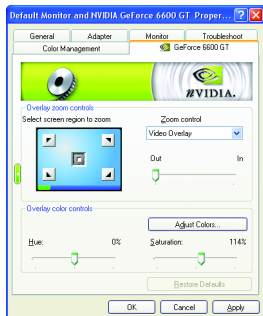 Default Monitor and NVIDIA GeForce 6600 GT Proper...
General Adapter Monitor Troubleshoot
Color Management GeForce 6600 GT
NVIDIA.
Overlay zoom controls
Select screen region to zoom
Zoom control
Video Overlay
Out In
Overlay color controls
Adjust Colors...
Hue: 0% Saturation: 114%
Restore Defaults
OK Cancel Apply